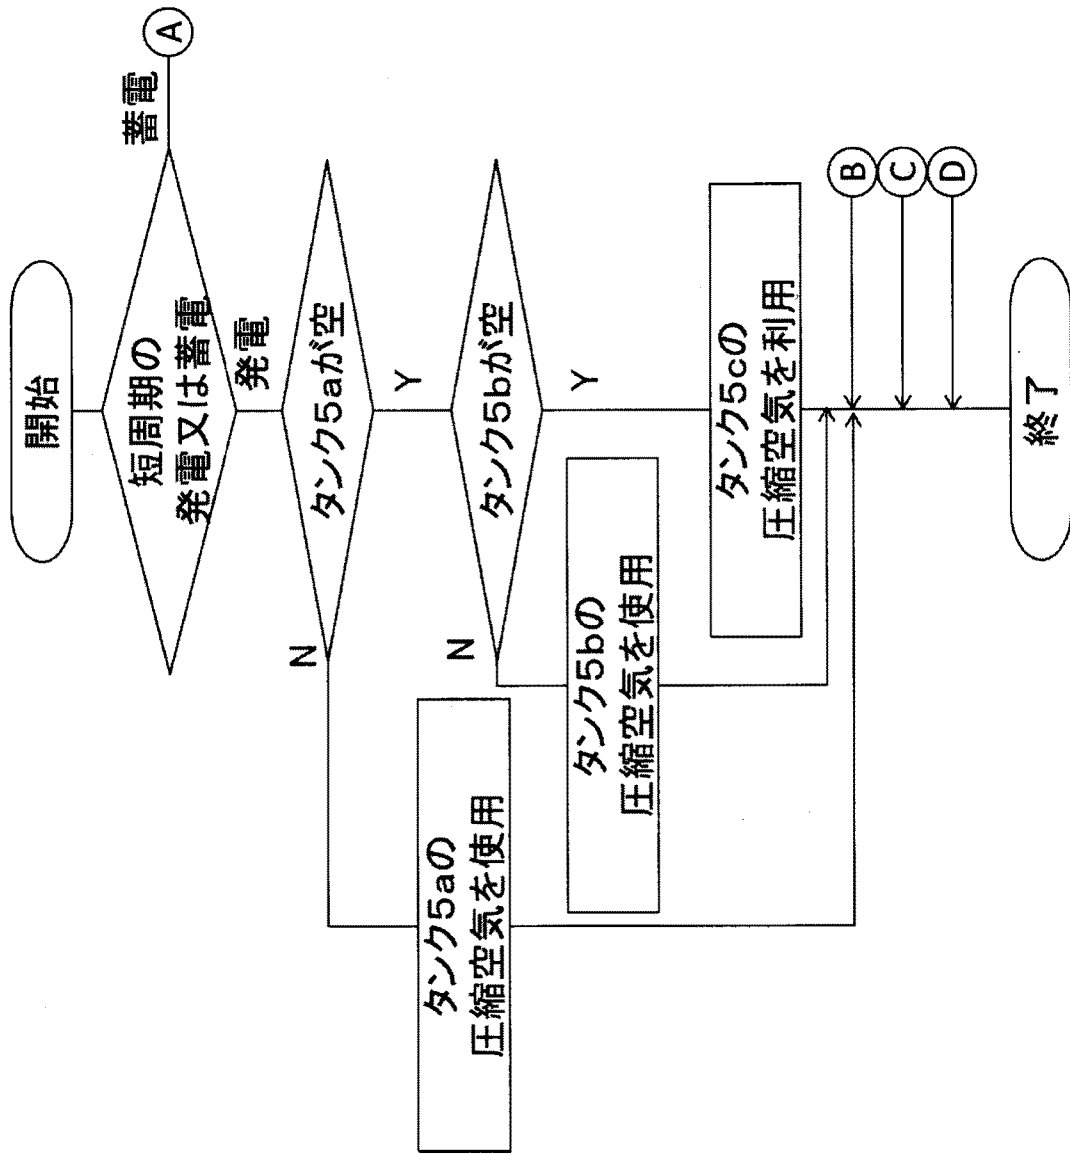 開始
短周期の
発電又は蓄電
蓄電
A
発電
タンク5aが空
N
Y
タンク5bが空
N
Y
タンク5aの
圧縮空気を使用
タンク5bの
圧縮空気を使用
タンク5cの
圧縮空気を利用
B
C
D
終了